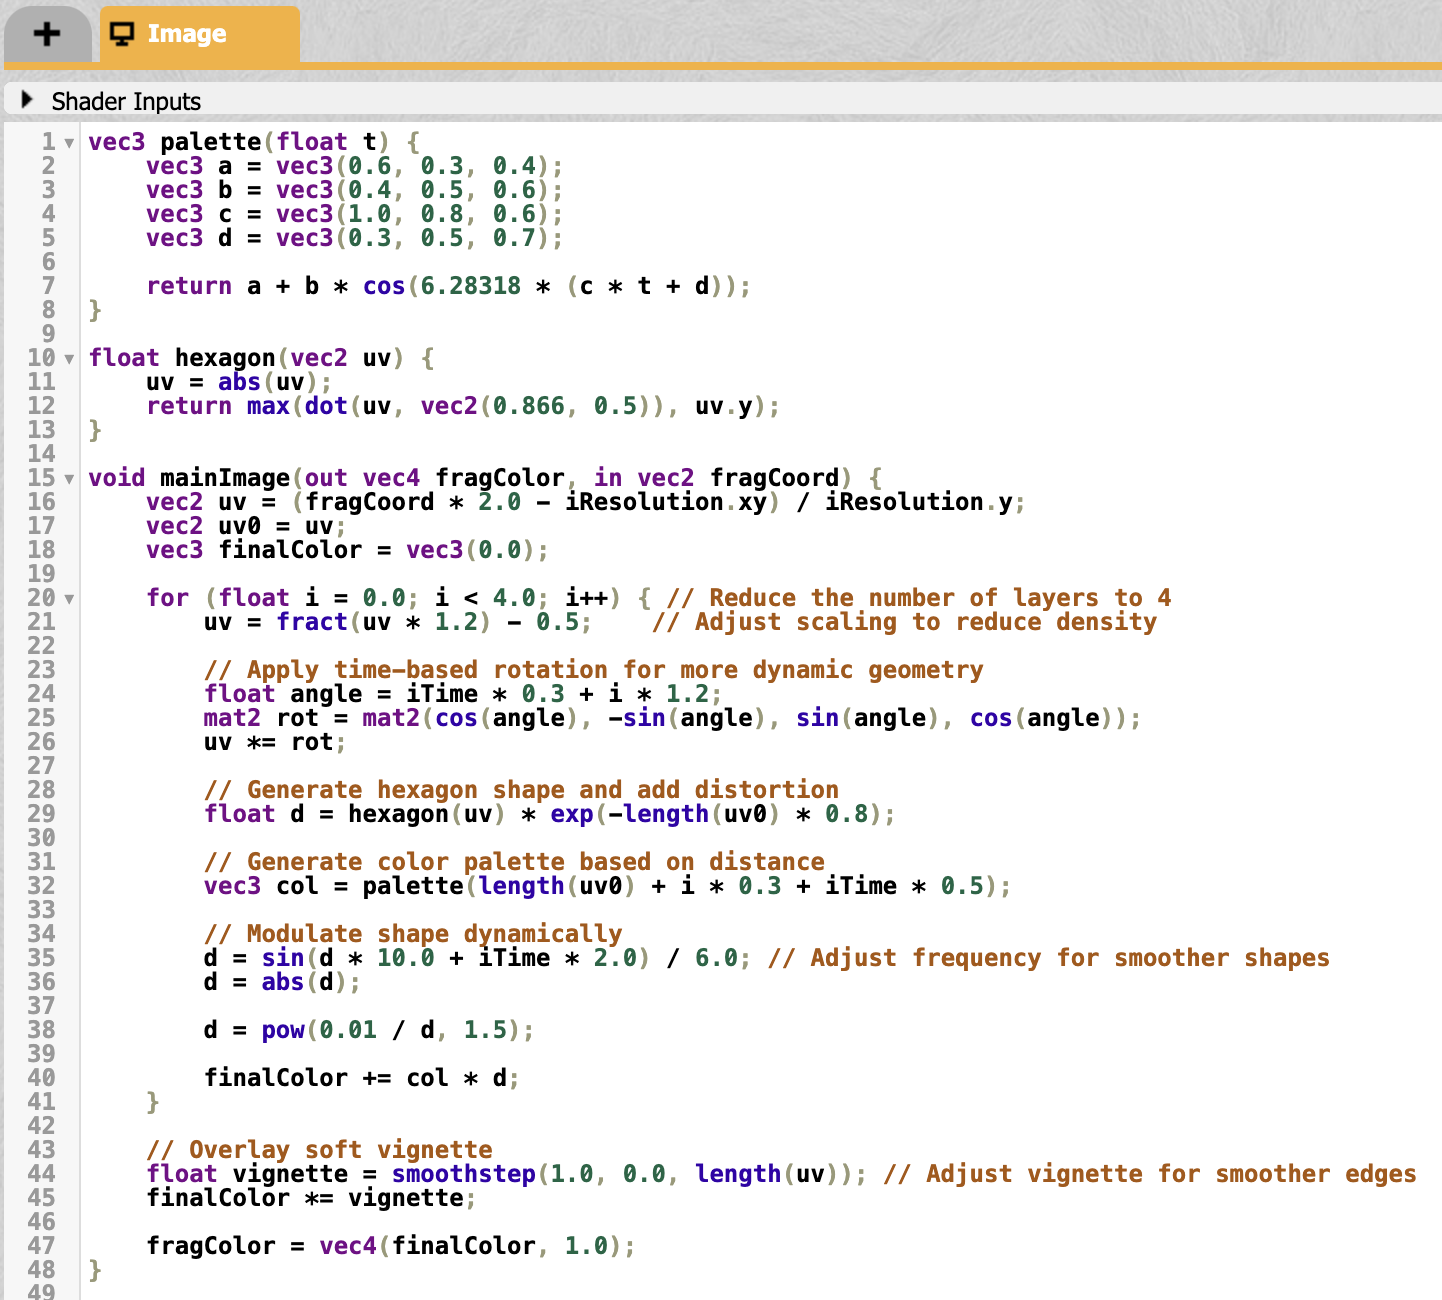 + Image
Shader Inputs
1 vec3 palette(float t) {
2     vec3 a = vec3(0.6, 0.3, 0.4);
3     vec3 b = vec3(0.4, 0.5, 0.6);
4     vec3 c = vec3(1.0, 0.8, 0.6);
5     vec3 d = vec3(0.3, 0.5, 0.7);
6
7     return a + b * cos(6.28318 * (c * t + d));
8 }
9
10 float hexagon(vec2 uv) {
11     uv = abs(uv);
12     return max(dot(uv, vec2(0.866, 0.5)), uv.y);
13 }
14
15 void mainImage(out vec4 fragColor, in vec2 fragCoord) {
16     vec2 uv = (fragCoord * 2.0 - iResolution.xy) / iResolution.y;
17     vec2 uv0 = uv;
18     vec3 finalColor = vec3(0.0);
19
20     for (float i = 0.0; i < 4.0; i++) { // Reduce the number of layers to 4
21         uv = fract(uv * 1.2) - 0.5;    // Adjust scaling to reduce density
22
23         // Apply time-based rotation for more dynamic geometry
24         float angle = iTime * 0.3 + i * 1.2;
25         mat2 rot = mat2(cos(angle), -sin(angle), sin(angle), cos(angle));
26         uv *= rot;
27
28         // Generate hexagon shape and add distortion
29         float d = hexagon(uv) * exp(-length(uv0) * 0.8);
30
31         // Generate color palette based on distance
32         vec3 col = palette(length(uv0) + i * 0.3 + iTime * 0.5);
33
34         // Modulate shape dynamically
35         d = sin(d * 10.0 + iTime * 2.0) / 6.0; // Adjust frequency for smoother shapes
36         d = abs(d);
37
38         d = pow(0.01 / d, 1.5);
39
40         finalColor += col * d;
41     }
42
43     // Overlay soft vignette
44     float vignette = smoothstep(1.0, 0.0, length(uv)); // Adjust vignette for smoother edges
45     finalColor *= vignette;
46
47     fragColor = vec4(finalColor, 1.0);
48 }
49